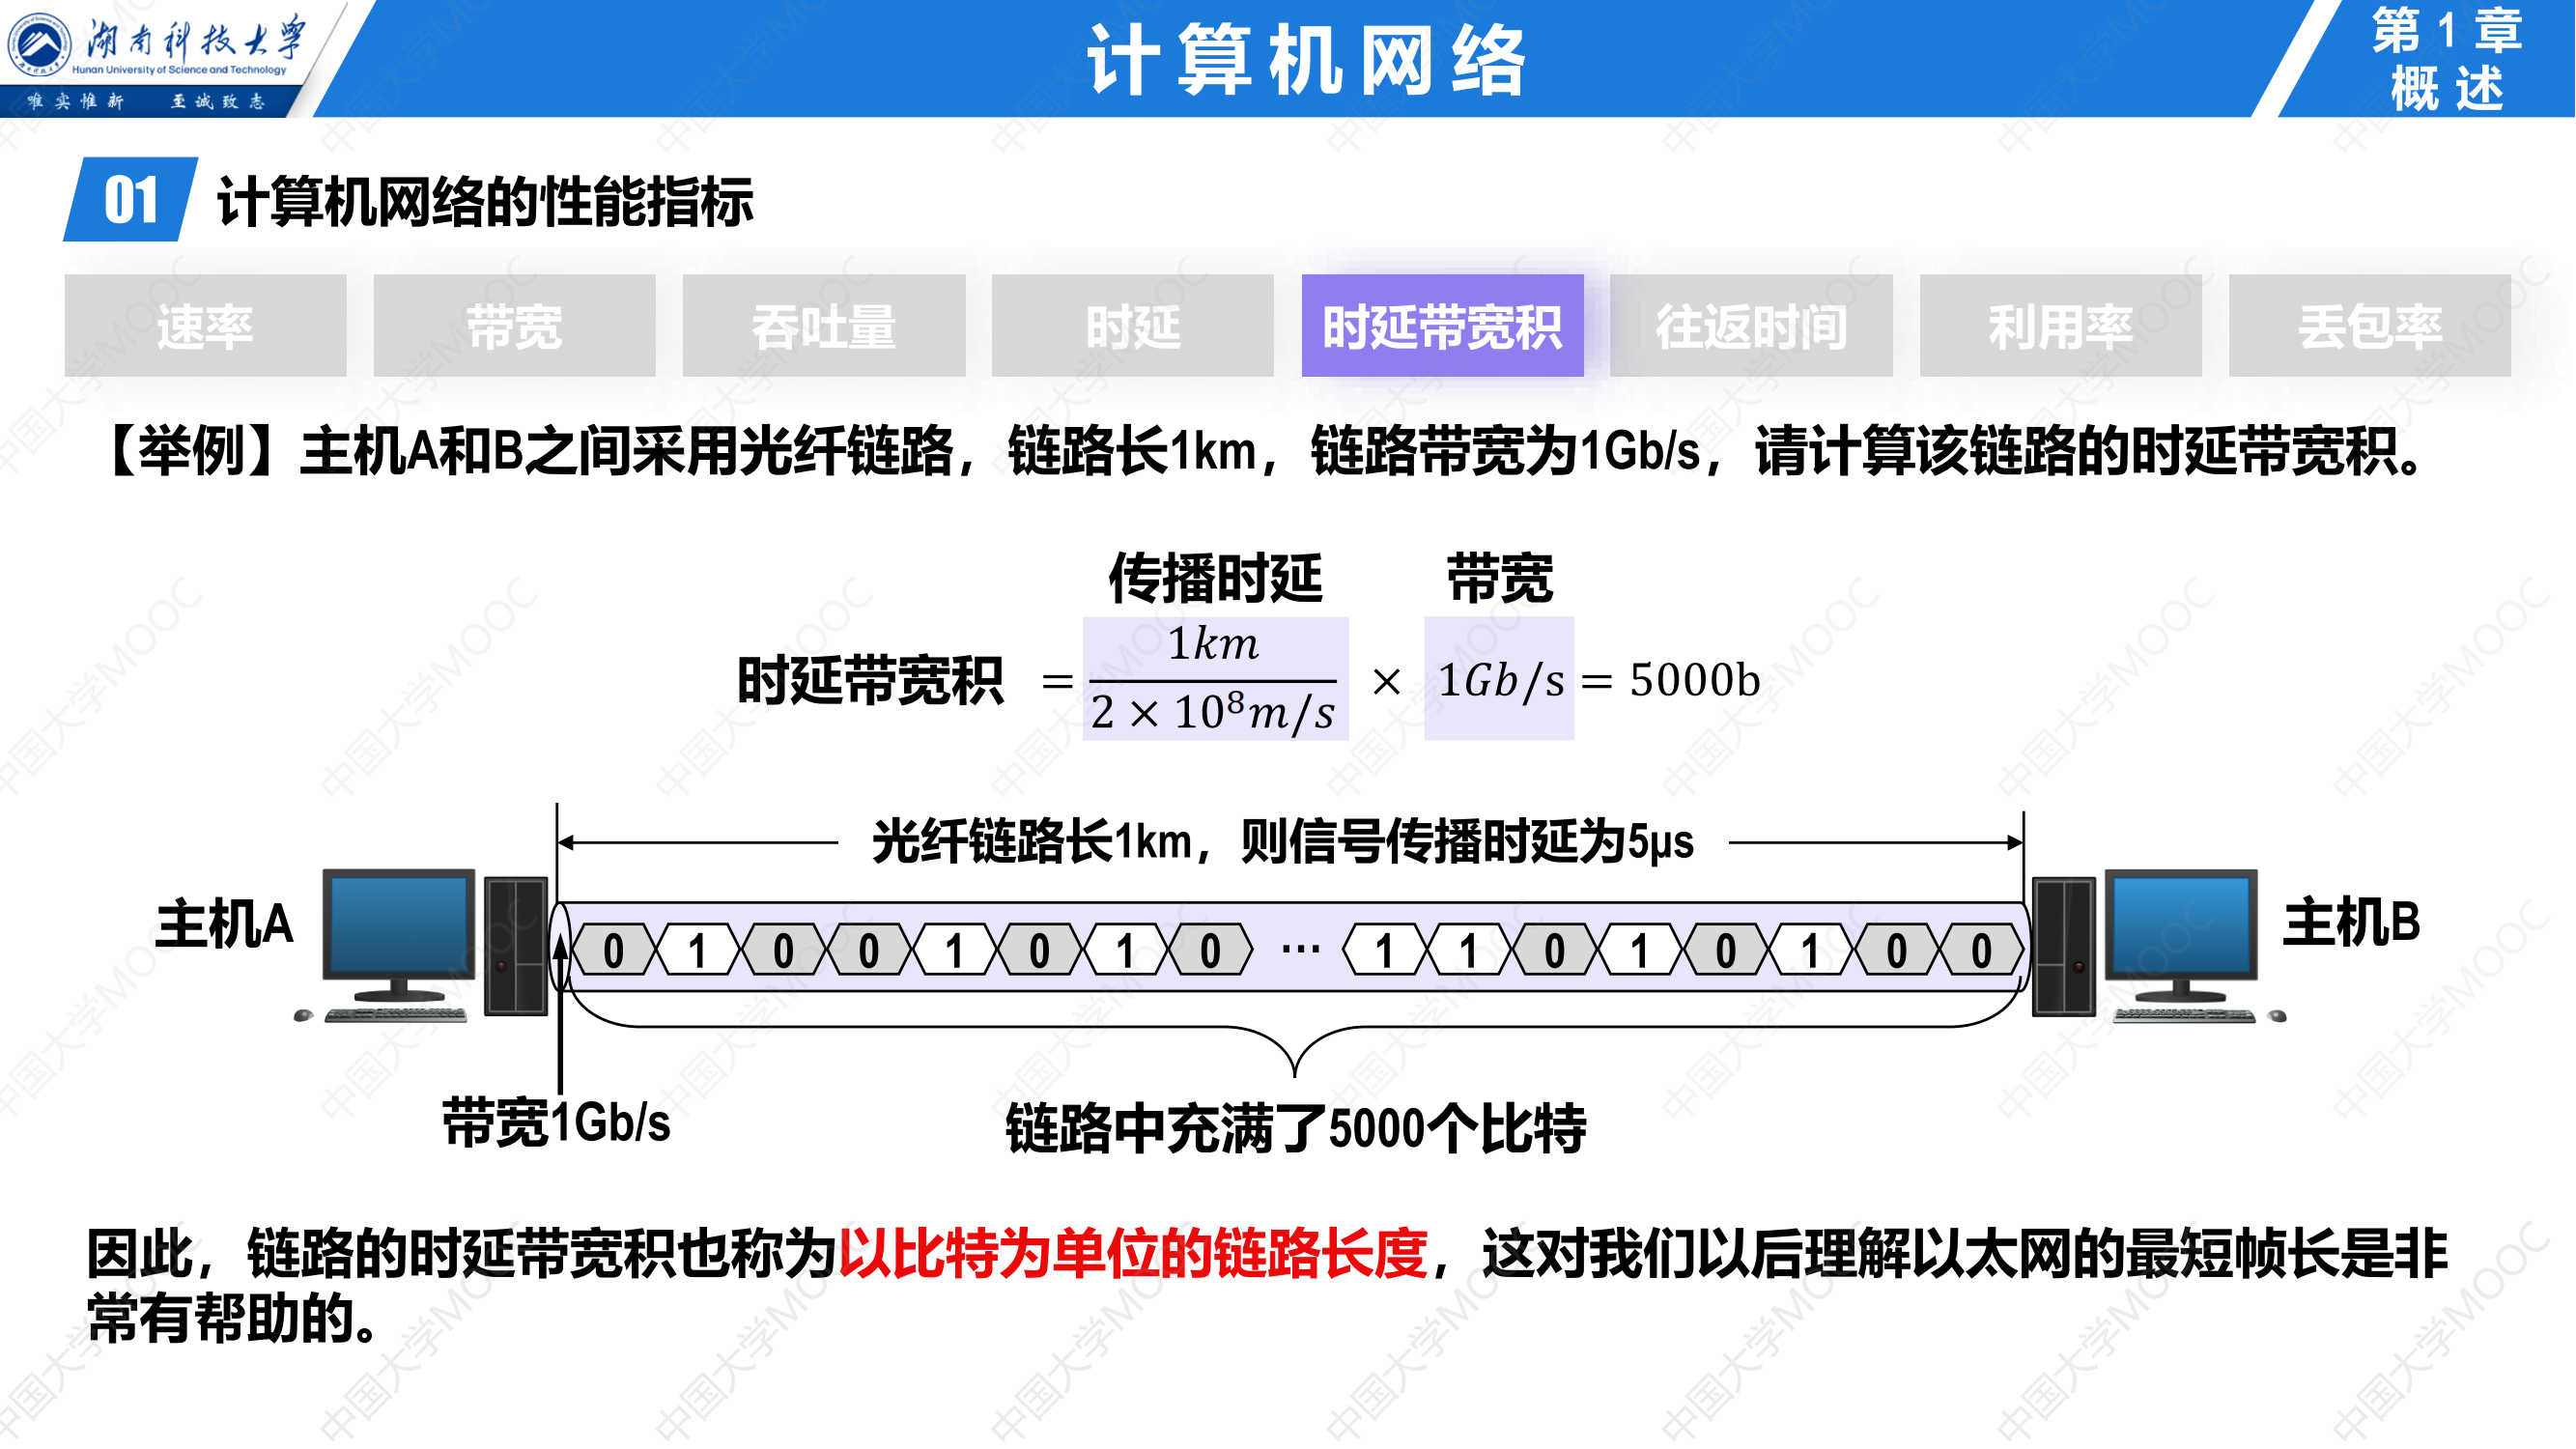 湖南科技大学
Hunan University of Science and Technology
唯实惟新 至诚致志
计算机网络
第1章
概述
01 计算机网络的性能指标
速率 带宽 吞吐量 时延 时延带宽积 往返时间 利用率 丢包率
【举例】主机A和B之间采用光纤链路，链路长1km，链路带宽为1Gb/s，请计算该链路的时延带宽积。
传播时延 带宽
时延带宽积 = 1km / 2 × 10⁸m/s × 1Gb/s = 5000b
光纤链路长1km，则信号传播时延为5μs
主机A
0 1 0 0 1 0 1 0 … 1 1 0 1 0 1 0 0
主机B
带宽1Gb/s
链路中充满了5000个比特
因此，链路的时延带宽积也称为以比特为单位的链路长度，这对我们以后理解以太网的最短帧长是非
常有帮助的。
中国大学MOOC